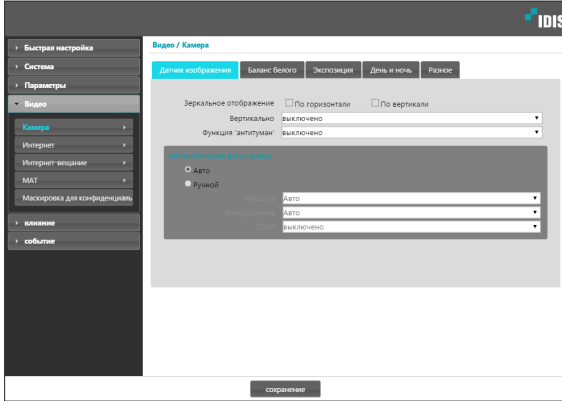 IDIS
Быстрая настройка
Система
Параметры
Видео
Камера
Интернет
Интернет-вещание
МАТ
Маскировка для конфиденциаль
влияние
событие
Видео / Камера
Датчик изображения Баланс белого Экспозиция День и ночь Разное
Зеркальное отображение По горизонтали По вертикали
Вертикально выключено
Функция 'антитуман' выключено
Авто
Ручной
Авто
Авто
выключено
сохранение